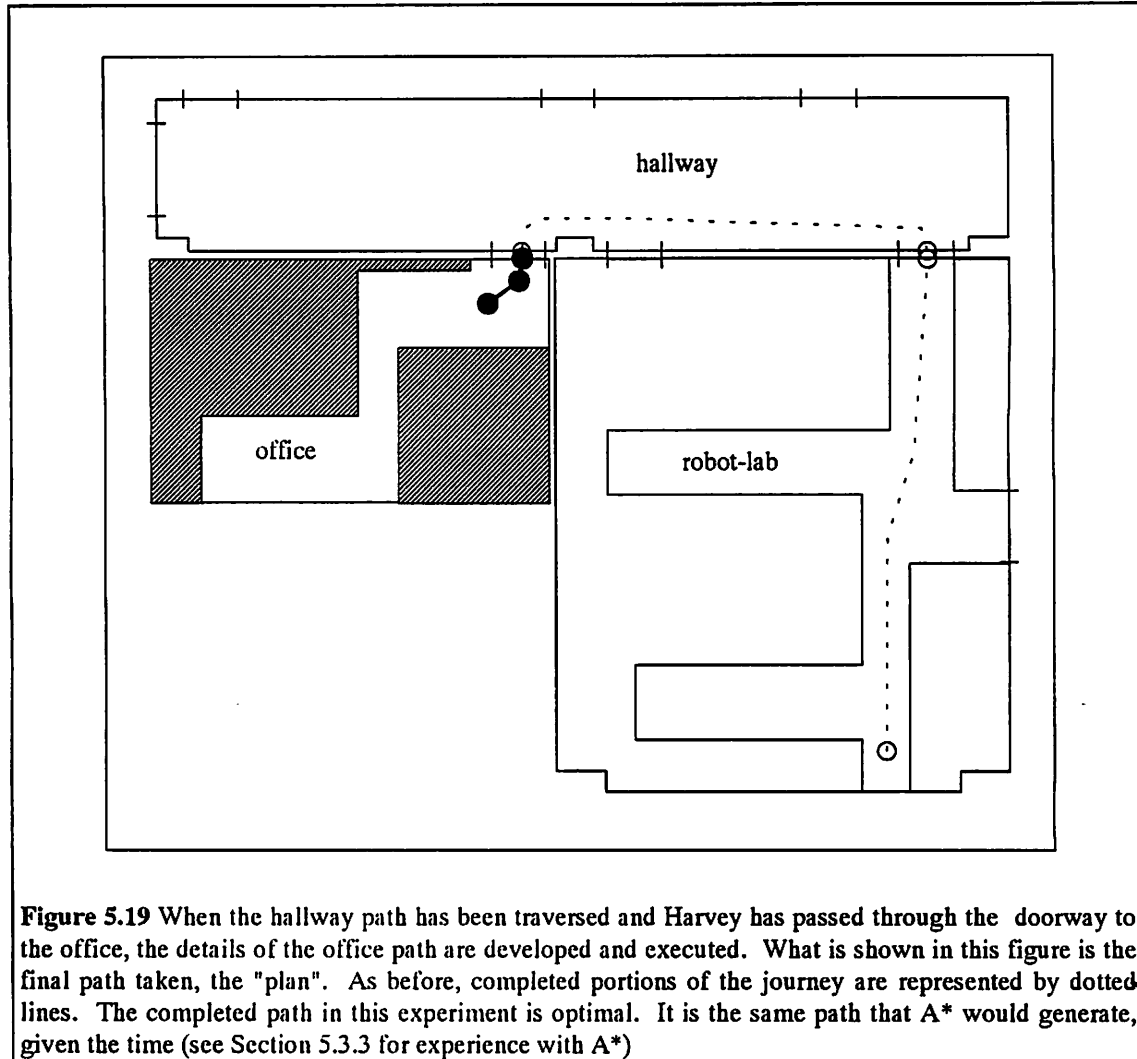 hallway
office
robot-lab
Figure 5.19 When the hallway path has been traversed and Harvey has passed through the doorway to
the office, the details of the office path are developed and executed. What is shown in this figure is the
final path taken, the "plan". As before, completed portions of the journey are represented by dotted
lines. The completed path in this experiment is optimal. It is the same path that A* would generate,
given the time (see Section 5.3.3 for experience with A*)